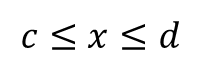 c ≤ x ≤ d